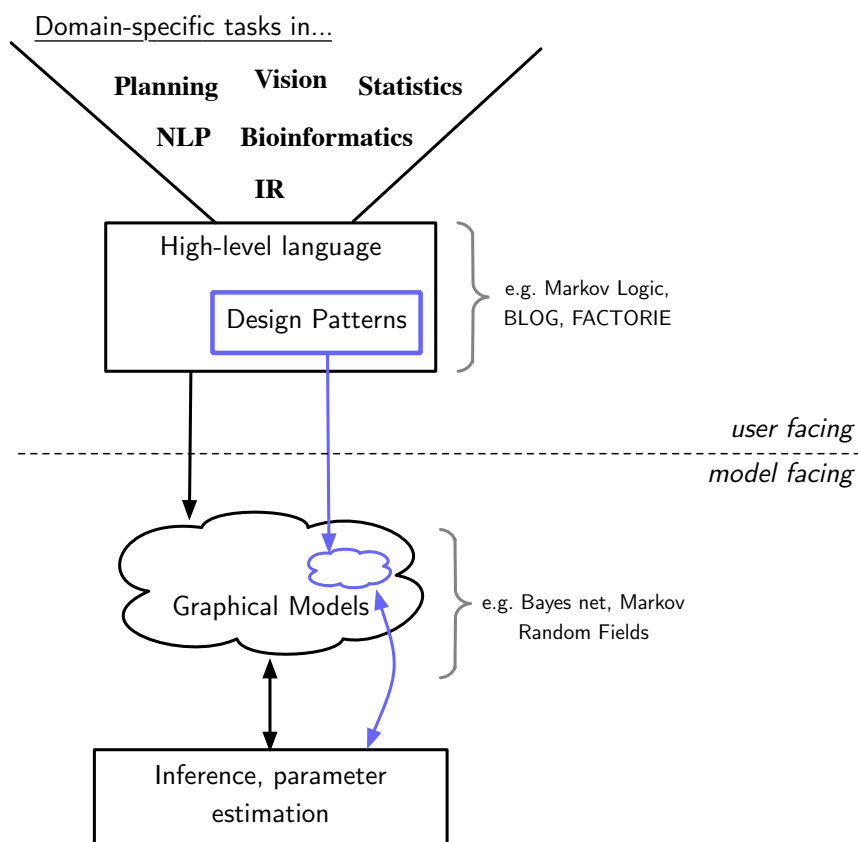 Domain-specific tasks in...
Planning Vision Statistics
NLP Bioinformatics
IR
High-level language
Design Patterns
e.g. Markov Logic,
BLOG, FACTORIE
user facing
model facing
Graphical Models
e.g. Bayes net, Markov
Random Fields
Inference, parameter
estimation